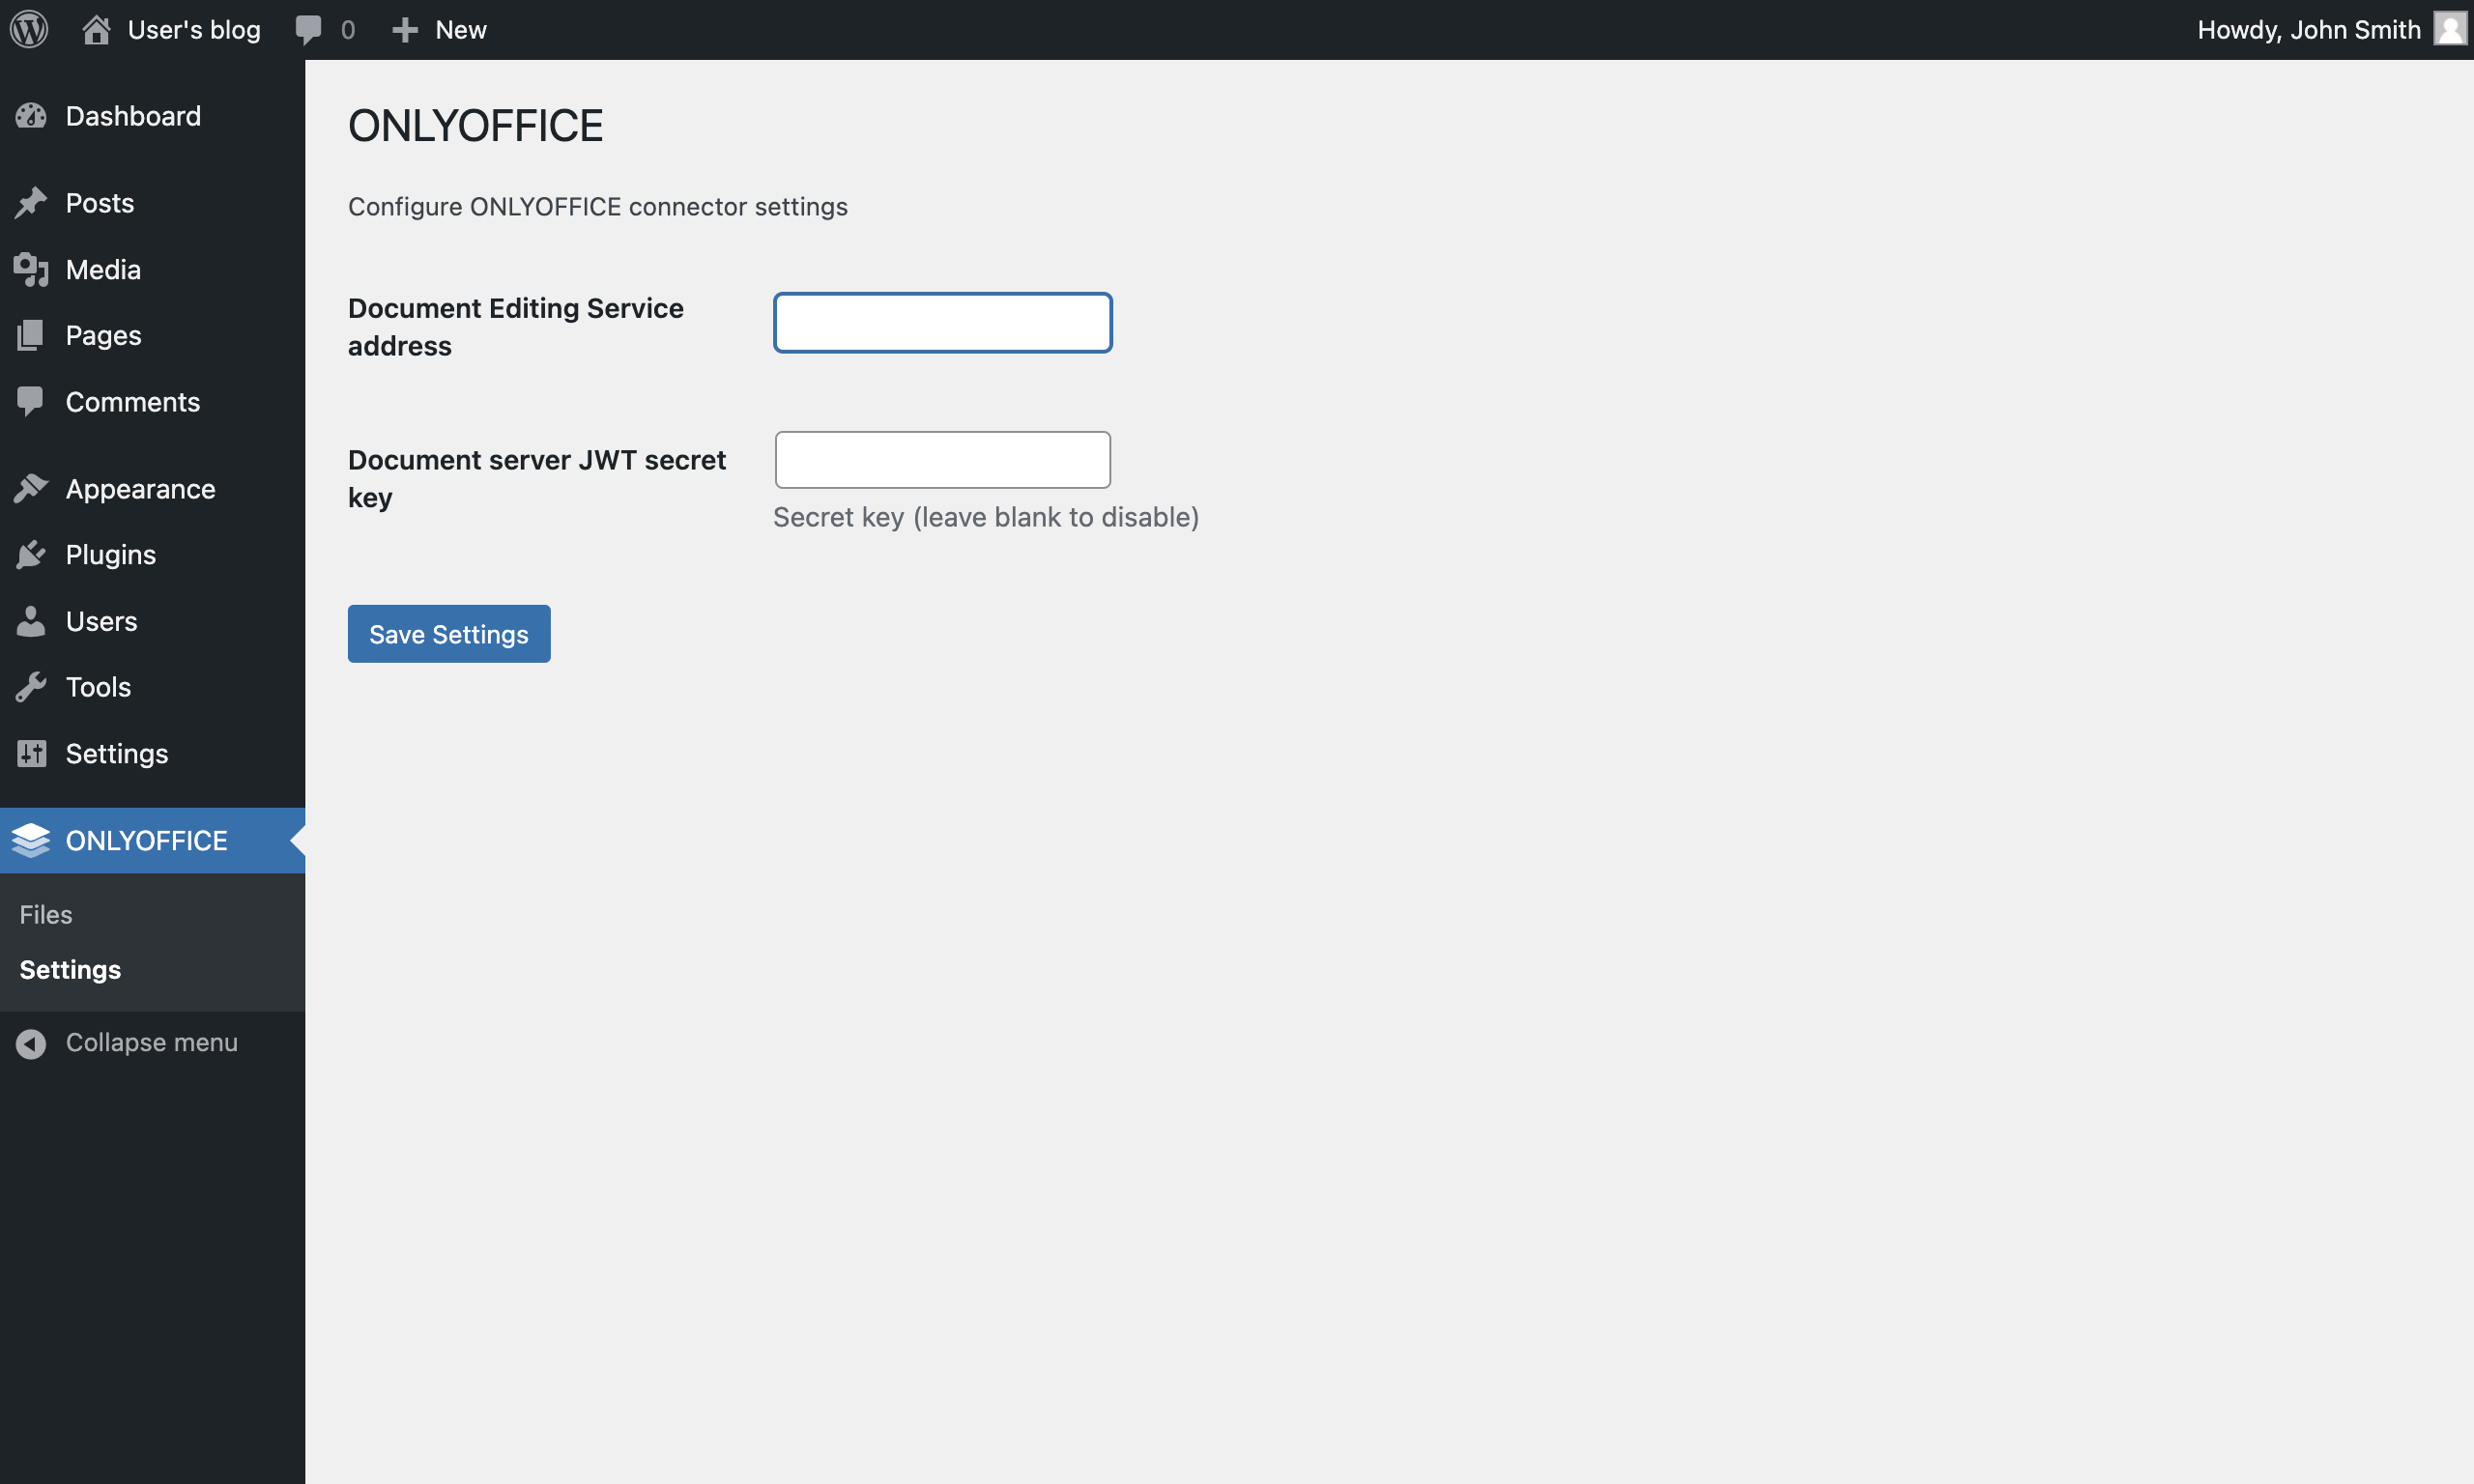 User's blog
0
New
Howdy, John Smith
Dashboard
Posts
Media
Pages
Comments
Appearance
Plugins
Users
Tools
Settings
ONLYOFFICE
Files
Settings
Collapse menu
ONLYOFFICE
Configure ONLYOFFICE connector settings
Document Editing Service
address
Document server JWT secret
key
Secret key (leave blank to disable)
Save Settings